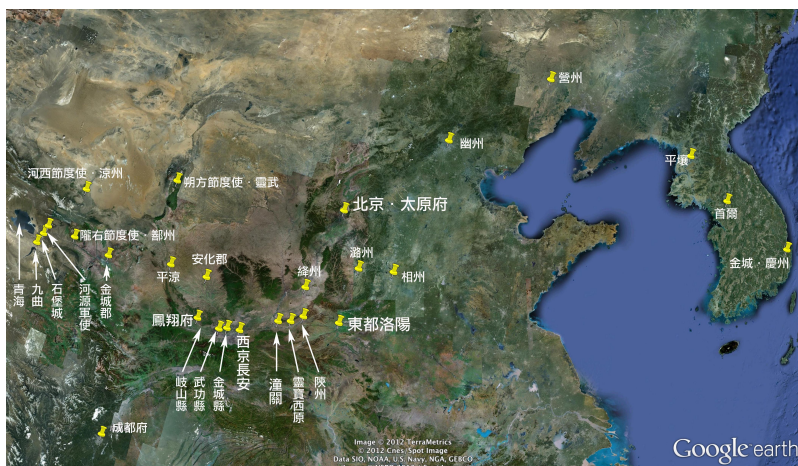 營州
幽州
平壤
河西節度使・涼州
朔方節度使・靈武
北京・太原府
首爾
隴右節度使・鄯州
安化郡
平涼
潞州
相州
金城・慶州
絳州
青海
九曲
石堡城
河源軍使
金城郡
鳳翔府
東都洛陽
岐山縣
武功縣
金城縣
西京長安
潼關
靈寶西原
陝州
成都府
Image © 2012 TerraMetrics
© 2012 Cnes/Spot Image
Data SIO, NOAA, U.S. Navy, NGA, GEBCO
Google earth